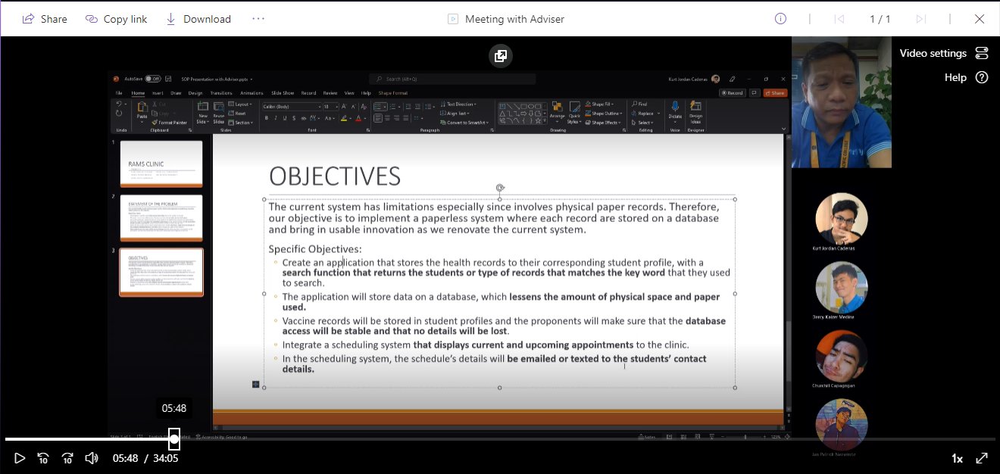 Share Copy link Download ··· Meeting with Adviser 1 / 1
Video settings
Help
AutoSave Off SOP Presentation with Adviser.pptx Search (Alt+Q) Kurt Jordan Cadenas
File Home Insert Draw Design Transitions Animations Slide Show Record Review View Help Shape Format Record Share
Paste Cut Copy Format Painter
New Slide Reuse Slides Layout Reset Section
Calibri (Body) 18
Text Direction Align Text Convert to SmartArt
Arrange Quick Styles Shape Fill Shape Outline Shape Effects
Find Replace Select
Dictate Design Ideas
Undo Clipboard Slides Font Paragraph Drawing Editing Voice Designer
1
RAMS CLINIC
2
STATEMENT OF THE PROBLEM
3
OBJECTIVES
OBJECTIVES
The current system has limitations especially since involves physical paper records. Therefore,
our objective is to implement a paperless system where each record are stored on a database
and bring in usable innovation as we renovate the current system.
Specific Objectives:
Create an application that stores the health records to their corresponding student profile, with a
search function that returns the students or type of records that matches the key word that they used
to search.
The application will store data on a database, which lessens the amount of physical space and paper
used.
Vaccine records will be stored in student profiles and the proponents will make sure that the database
access will be stable and that no details will be lost.
Integrate a scheduling system that displays current and upcoming appointments to the clinic.
In the scheduling system, the schedule's details will be emailed or texted to the students' contact
details.
Kurt Jordan Cadenas
Darcy Kaizer Medina
Churchill Capagngan
Jan Patrick Navarrete
05:48
Slide 3 of 3 Accessibility: Good to go Notes 123%
05:48 / 34:05 1x